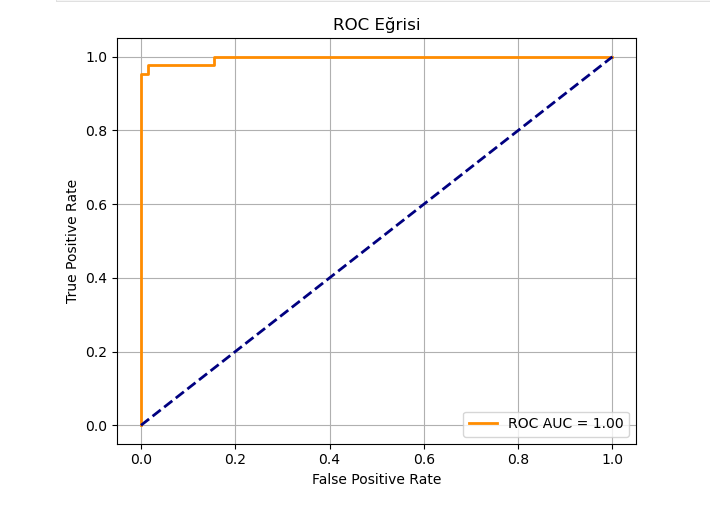 ROC Eğrisi
1.0
0.8
0.6
0.4
0.2
0.0
True Positive Rate
ROC AUC = 1.00
0.0 0.2 0.4 0.6 0.8 1.0
False Positive Rate